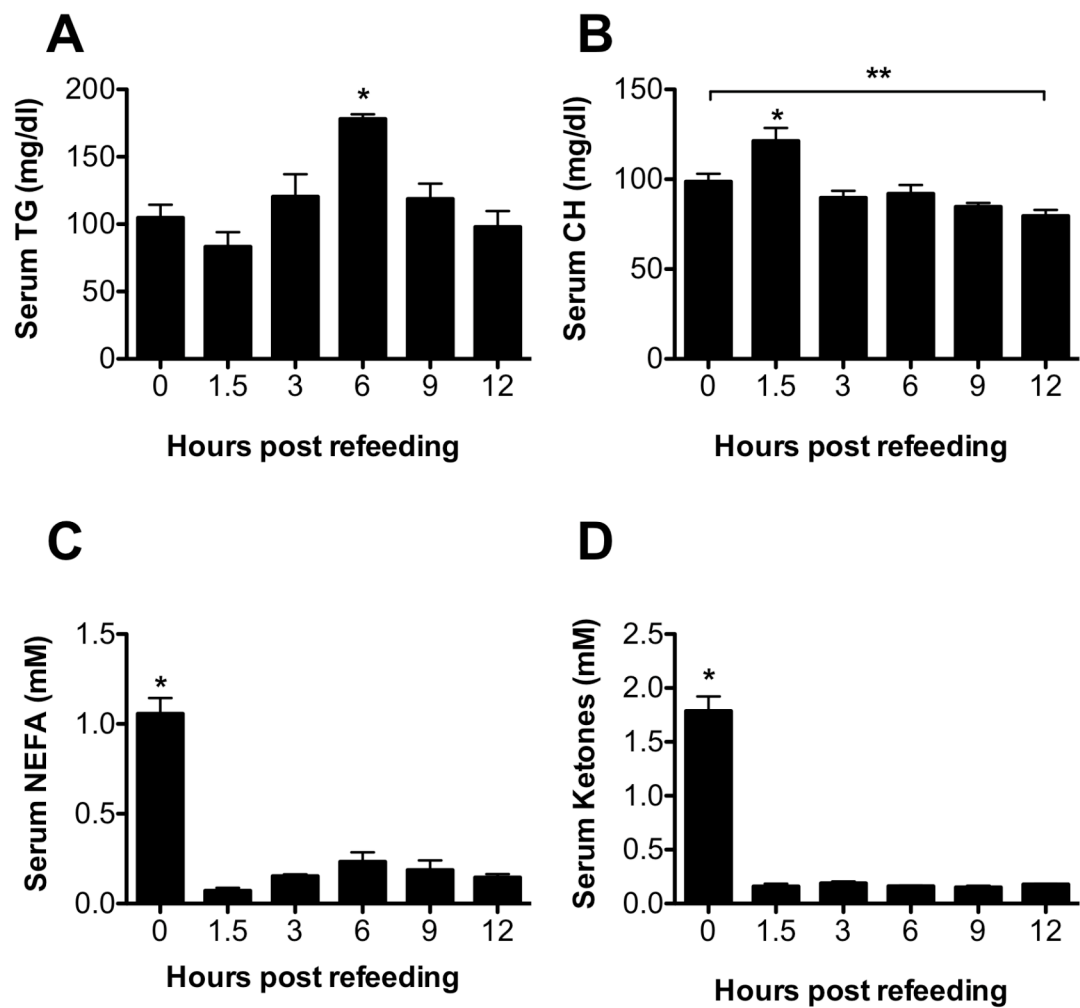 A
Serum TG (mg/dl)
200
150
100
50
0
*
0 1.5 3 6 9 12
Hours post refeeding
B
Serum CH (mg/dl)
150
100
50
0
**
*
0 1.5 3 6 9 12
Hours post refeeding
C
Serum NEFA (mM)
1.5
1.0
0.5
0.0
*
0 1.5 3 6 9 12
Hours post refeeding
D
Serum Ketones (mM)
2.5
2.0
1.5
1.0
0.5
0.0
*
0 1.5 3 6 9 12
Hours post refeeding